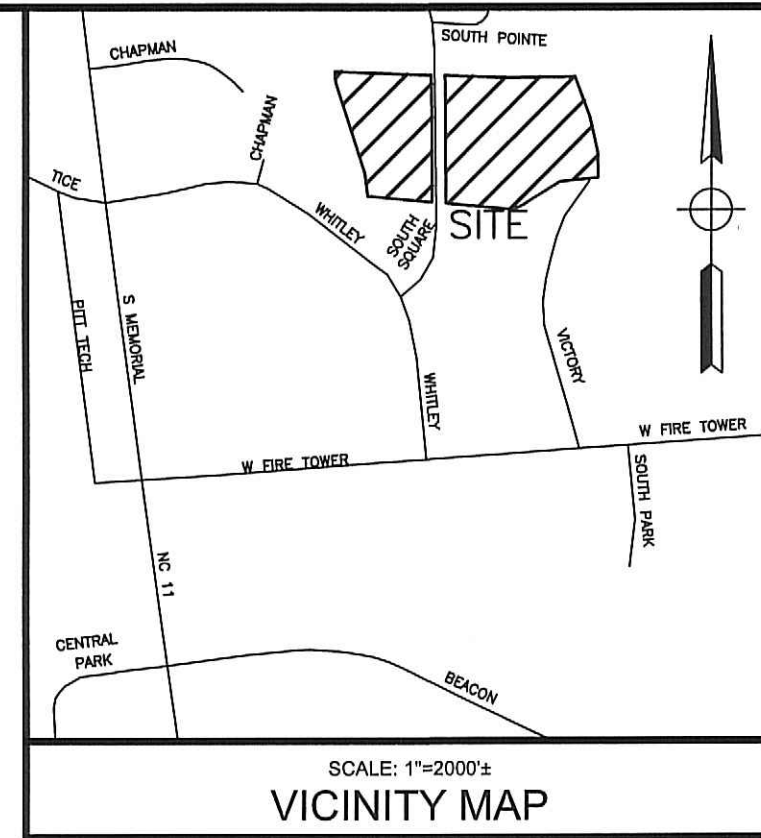 SOUTH POINTE
CHAPMAN
CHAPMAN
TICE
WHITLEY
SOUTH
SQUARE
SITE
PITT TECH
S MEMORIAL
VICTORY
WHITLEY
W FIRE TOWER
W FIRE TOWER
SOUTH PARK
NC 11
CENTRAL
PARK
BEACON
SCALE: 1"=2000'±
VICINITY MAP